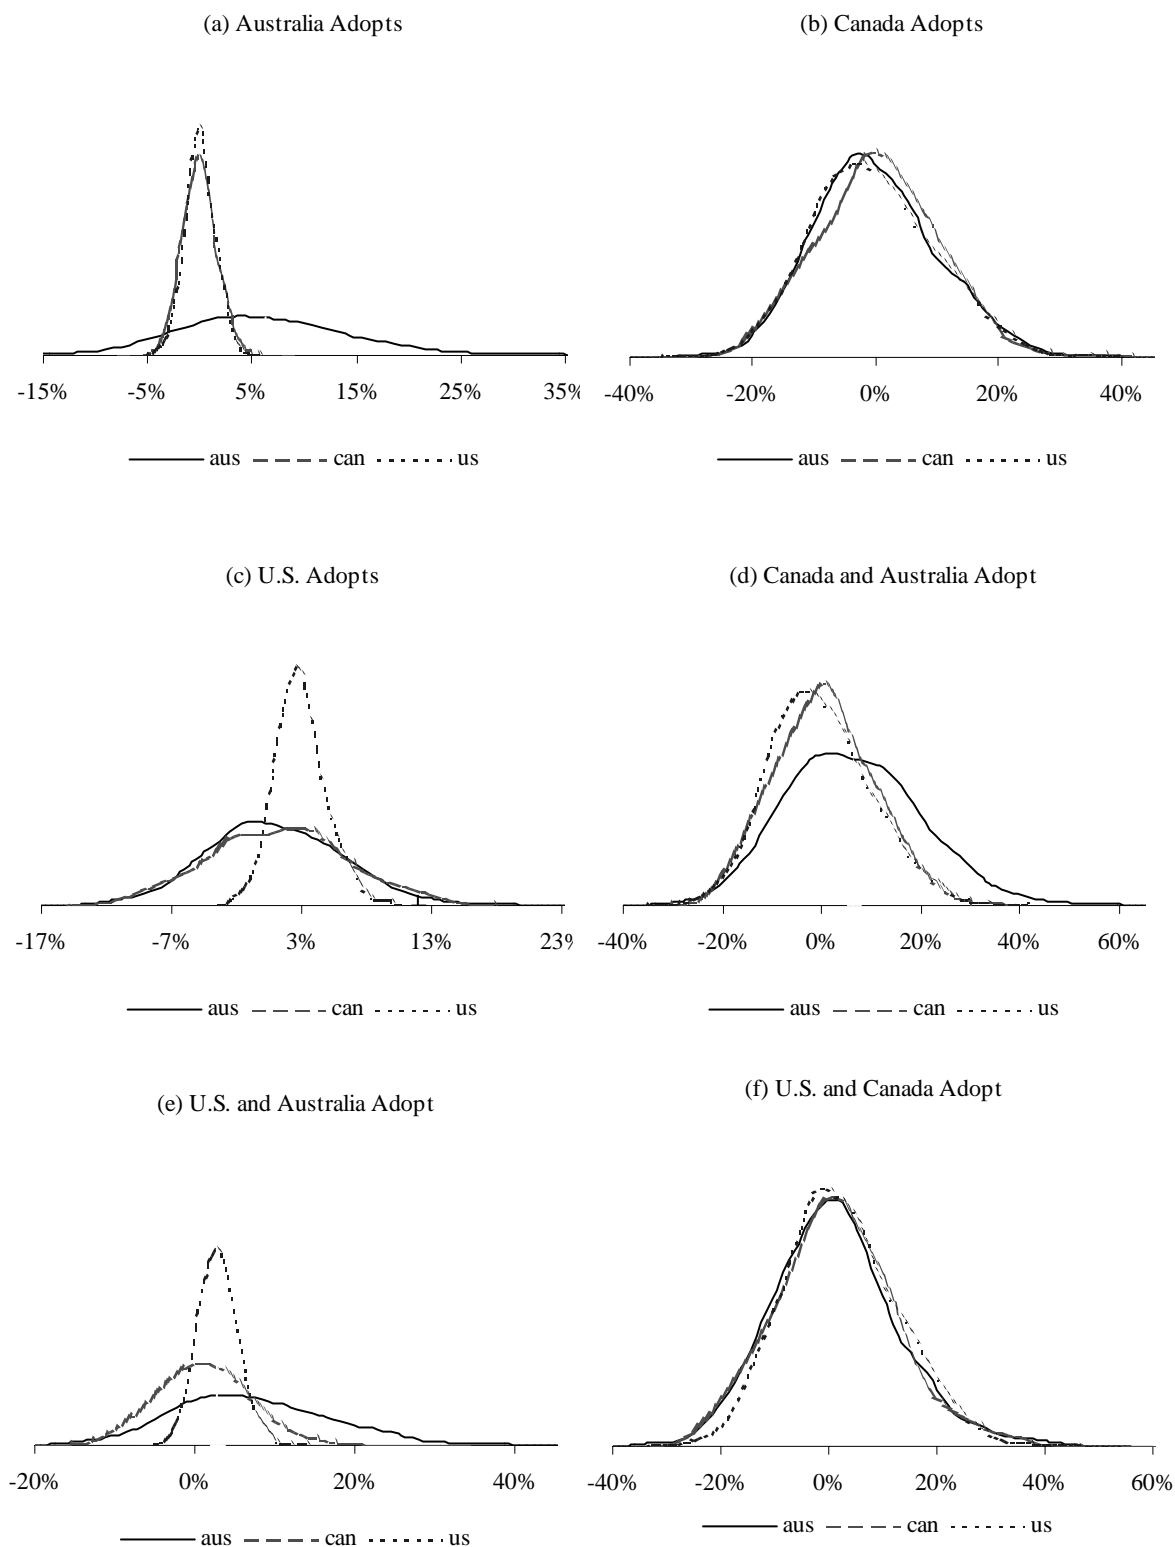 (a) Australia Adopts
-15% -5% 5% 15% 25% 35%
aus can us
(b) Canada Adopts
-40% -20% 0% 20% 40%
aus can us
(c) U.S. Adopts
-17% -7% 3% 13% 23%
aus can us
(d) Canada and Australia Adopt
-40% -20% 0% 20% 40% 60%
aus can us
(e) U.S. and Australia Adopt
-20% 0% 20% 40%
aus can us
(f) U.S. and Canada Adopt
-40% -20% 0% 20% 40% 60%
aus can us